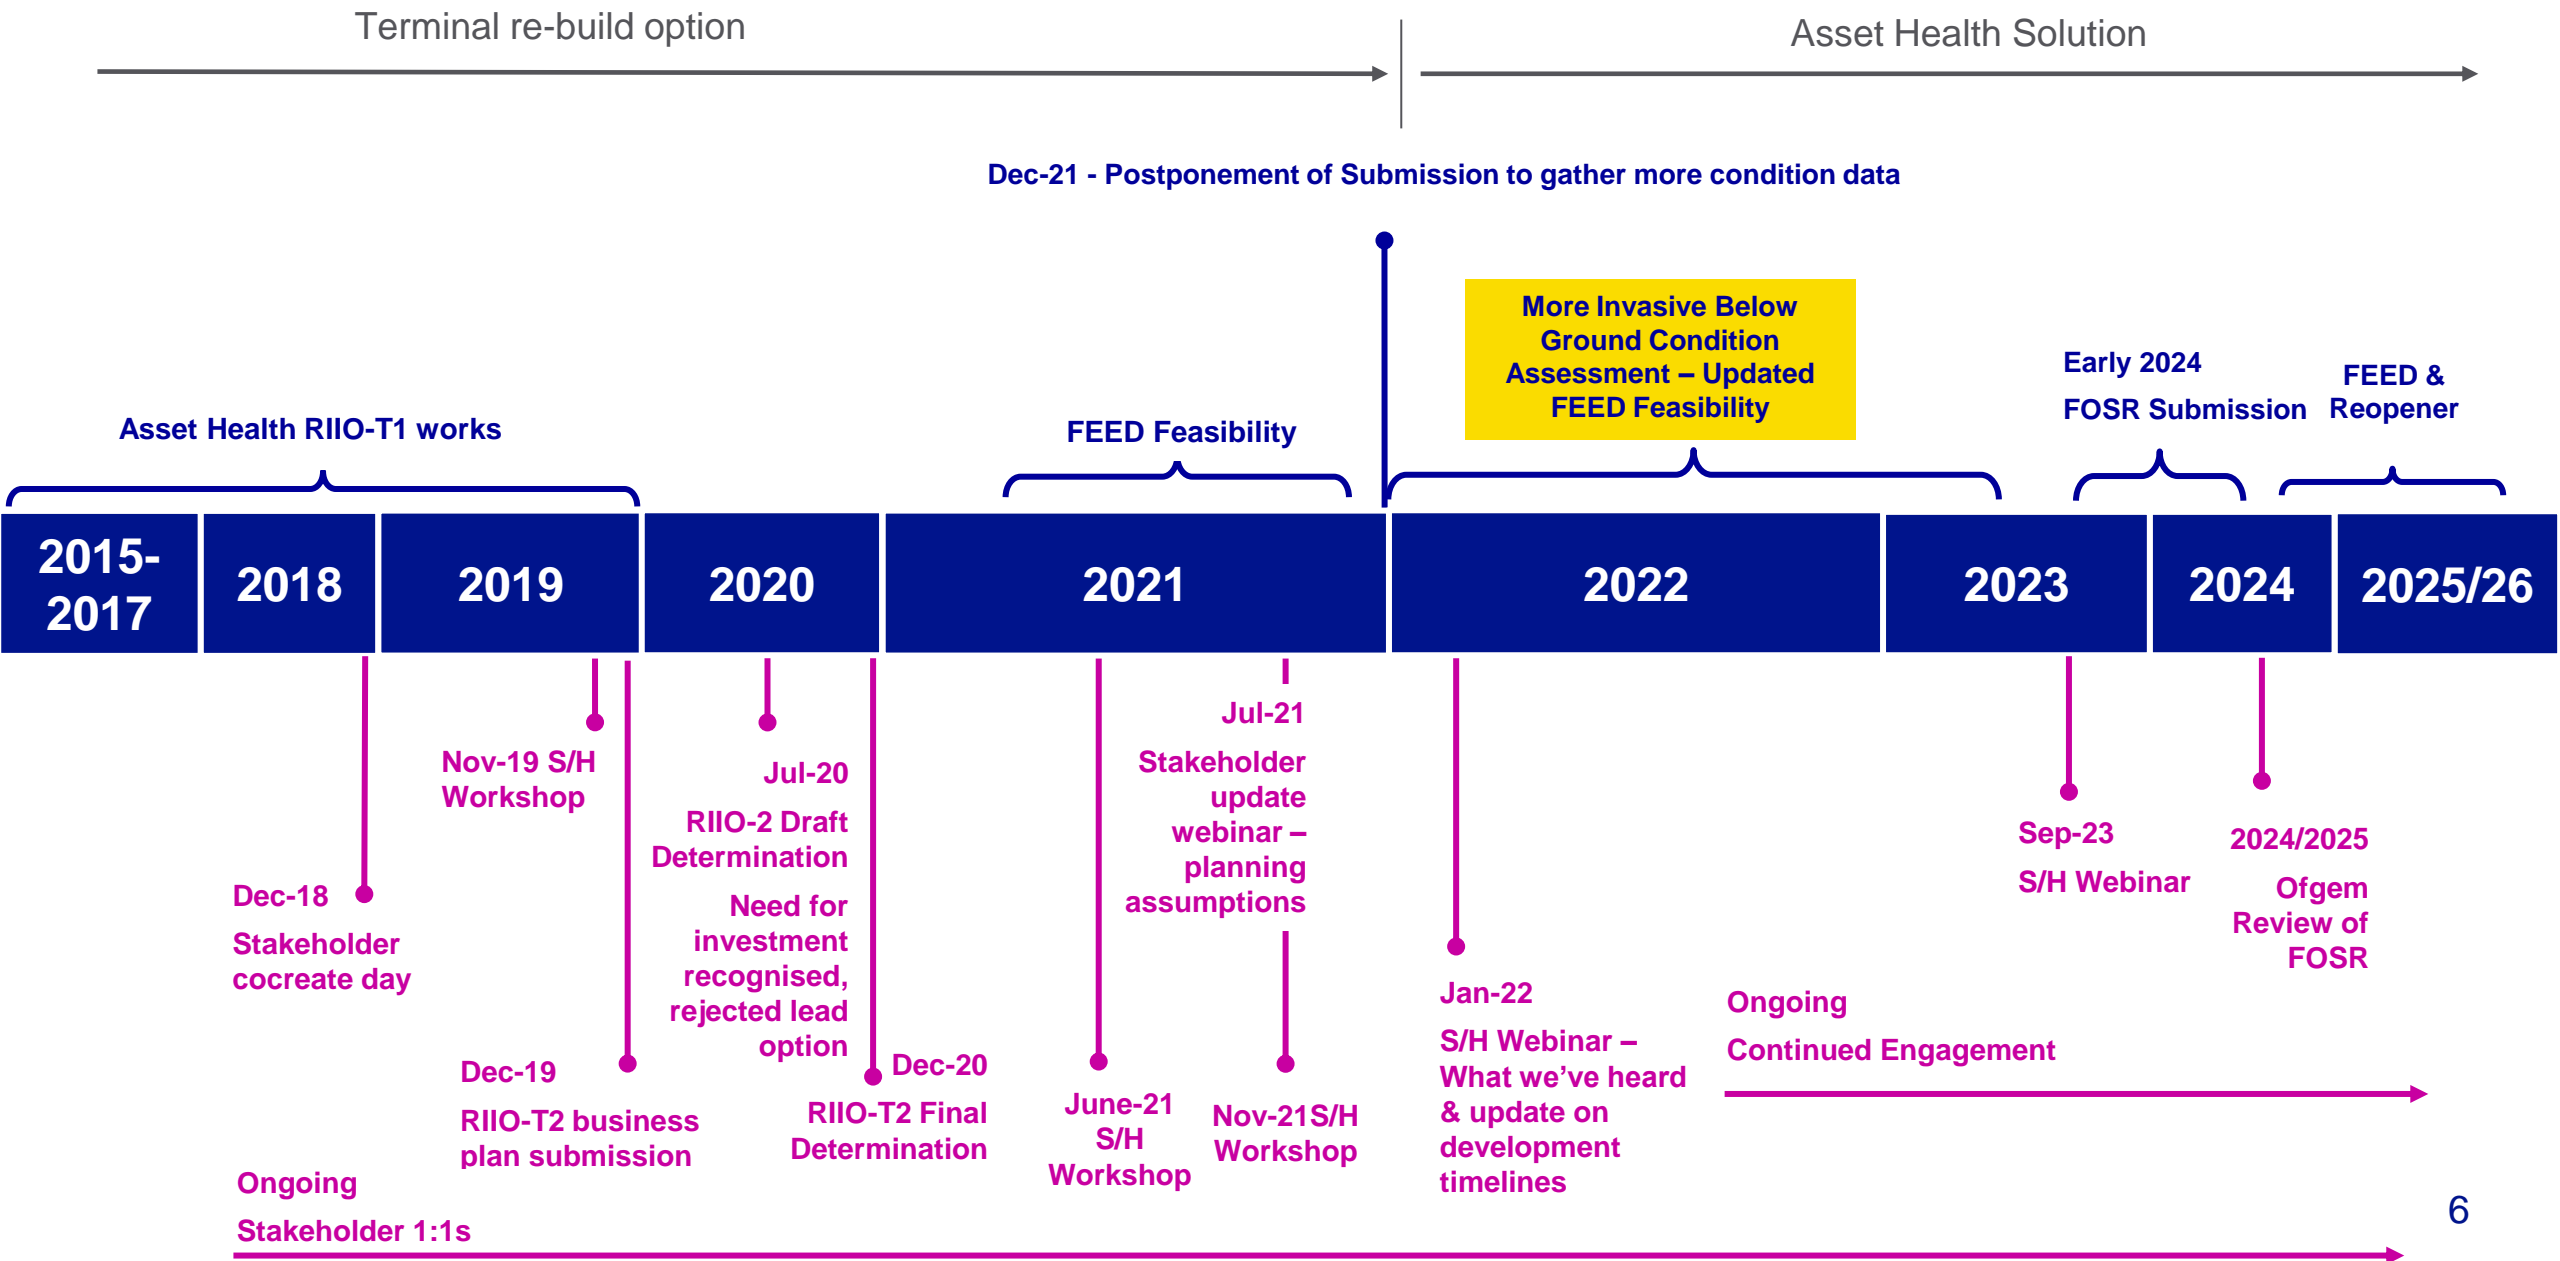 Terminal re-build option
Asset Health Solution
Dec-21 - Postponement of Submission to gather more condition data
More Invasive Below
Ground Condition
Assessment – Updated
FEED Feasibility
Early 2024
FOSR Submission
FEED &
Reopener
Asset Health RIIO-T1 works
FEED Feasibility
2015-
2017
2018
2019
2020
2021
2022
2023
2024
2025/26
Dec-18
Stakeholder
cocreate day
Nov-19 S/H
Workshop
Dec-19
RIIO-T2 business
plan submission
Jul-20
RIIO-2 Draft
Determination
Need for
investment
recognised,
rejected lead
option
Dec-20
RIIO-T2 Final
Determination
June-21
S/H
Workshop
Jul-21
Stakeholder
update
webinar –
planning
assumptions
Nov-21S/H
Workshop
Jan-22
S/H Webinar –
What we’ve heard
& update on
development
timelines
Sep-23
S/H Webinar
2024/2025
Ofgem
Review of
FOSR
Ongoing
Continued Engagement
Ongoing
Stakeholder 1:1s
6